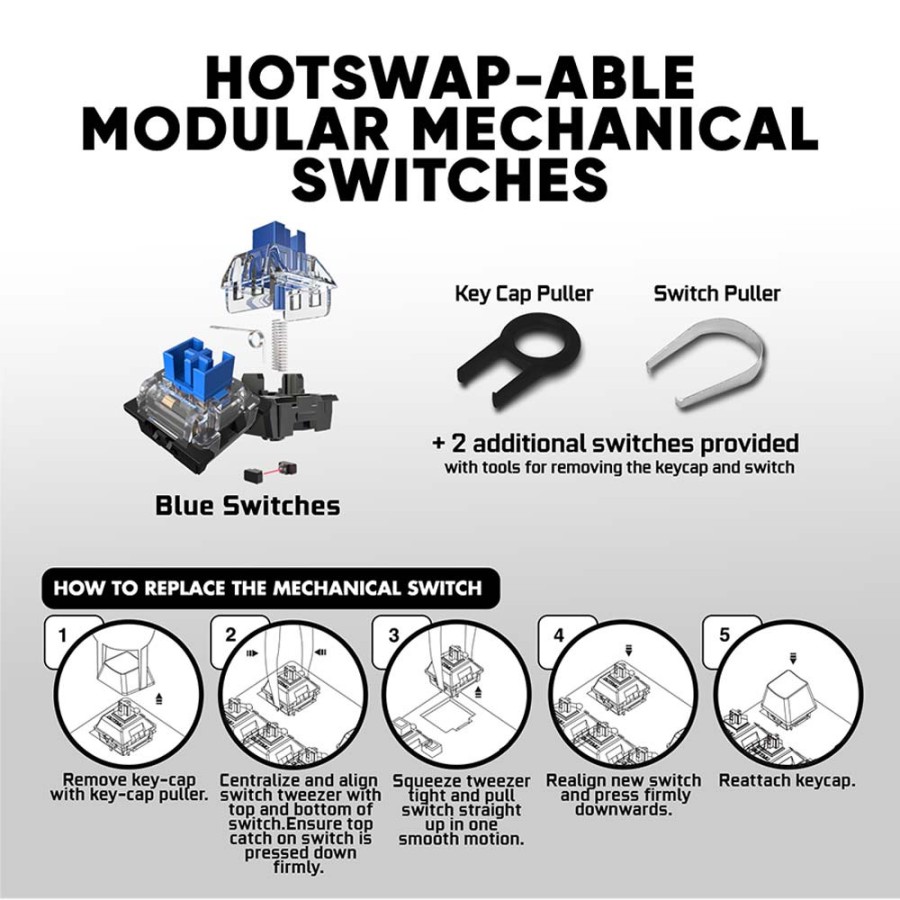 HOTSWAP-ABLE
MODULAR MECHANICAL
SWITCHES
Key Cap Puller
Switch Puller
+ 2 additional switches provided
with tools for removing the keycap and switch
Blue Switches
HOW TO REPLACE THE MECHANICAL SWITCH
1
Remove key-cap
with key-cap puller.
2
Centralize and align
switch tweezer with
top and bottom of
switch.Ensure top
catch on switch is
pressed down
firmly.
3
Squeeze tweezer
tight and pull
switch straight
up in one
smooth motion.
4
Realign new switch
and press firmly
downwards.
5
Reattach keycap.